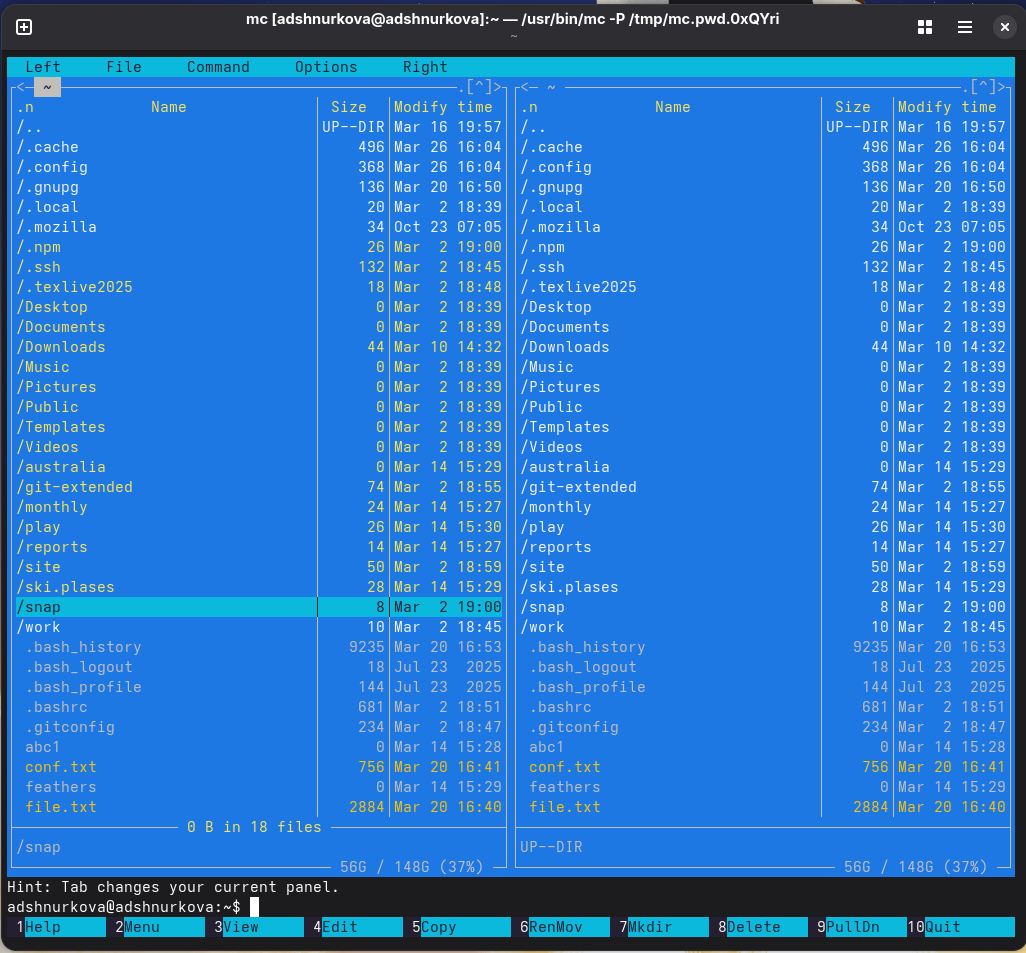 mc [adshnurkova@adshnurkova]:~ — /usr/bin/mc -P /tmp/mc.pwd.0xQYri
~
Left File Command Options Right
<─ ~ .[^]>
.n Name Size Modify time
/.. UP--DIR Mar 16 19:57
/.cache 496 Mar 26 16:04
/.config 368 Mar 26 16:04
/.gnupg 136 Mar 20 16:50
/.local 20 Mar 2 18:39
/.mozilla 34 Oct 23 07:05
/.npm 26 Mar 2 19:00
/.ssh 132 Mar 2 18:45
/.texlive2025 18 Mar 2 18:48
/Desktop 0 Mar 2 18:39
/Documents 0 Mar 2 18:39
/Downloads 44 Mar 10 14:32
/Music 0 Mar 2 18:39
/Pictures 0 Mar 2 18:39
/Public 0 Mar 2 18:39
/Templates 0 Mar 2 18:39
/Videos 0 Mar 2 18:39
/australia 0 Mar 14 15:29
/git-extended 74 Mar 2 18:55
/monthly 24 Mar 14 15:27
/play 26 Mar 14 15:30
/reports 14 Mar 14 15:27
/site 50 Mar 2 18:59
/ski.plases 28 Mar 14 15:29
/snap 8 Mar 2 19:00
/work 10 Mar 2 18:45
.bash_history 9235 Mar 20 16:53
.bash_logout 18 Jul 23 2025
.bash_profile 144 Jul 23 2025
.bashrc 681 Mar 2 18:51
.gitconfig 234 Mar 2 18:47
abc1 0 Mar 14 15:28
conf.txt 756 Mar 20 16:41
feathers 0 Mar 14 15:29
file.txt 2884 Mar 20 16:40
0 B in 18 files
/snap
56G / 148G (37%)
<─ ~ .[^]>
.n Name Size Modify time
/.. UP--DIR Mar 16 19:57
/.cache 496 Mar 26 16:04
/.config 368 Mar 26 16:04
/.gnupg 136 Mar 20 16:50
/.local 20 Mar 2 18:39
/.mozilla 34 Oct 23 07:05
/.npm 26 Mar 2 19:00
/.ssh 132 Mar 2 18:45
/.texlive2025 18 Mar 2 18:48
/Desktop 0 Mar 2 18:39
/Documents 0 Mar 2 18:39
/Downloads 44 Mar 10 14:32
/Music 0 Mar 2 18:39
/Pictures 0 Mar 2 18:39
/Public 0 Mar 2 18:39
/Templates 0 Mar 2 18:39
/Videos 0 Mar 2 18:39
/australia 0 Mar 14 15:29
/git-extended 74 Mar 2 18:55
/monthly 24 Mar 14 15:27
/play 26 Mar 14 15:30
/reports 14 Mar 14 15:27
/site 50 Mar 2 18:59
/ski.plases 28 Mar 14 15:29
/snap 8 Mar 2 19:00
/work 10 Mar 2 18:45
.bash_history 9235 Mar 20 16:53
.bash_logout 18 Jul 23 2025
.bash_profile 144 Jul 23 2025
.bashrc 681 Mar 2 18:51
.gitconfig 234 Mar 2 18:47
abc1 0 Mar 14 15:28
conf.txt 756 Mar 20 16:41
feathers 0 Mar 14 15:29
file.txt 2884 Mar 20 16:40
UP--DIR
56G / 148G (37%)
Hint: Tab changes your current panel.
adshnurkova@adshnurkova:~$
1Help 2Menu 3View 4Edit 5Copy 6RenMov 7Mkdir 8Delete 9PullDn 10Quit